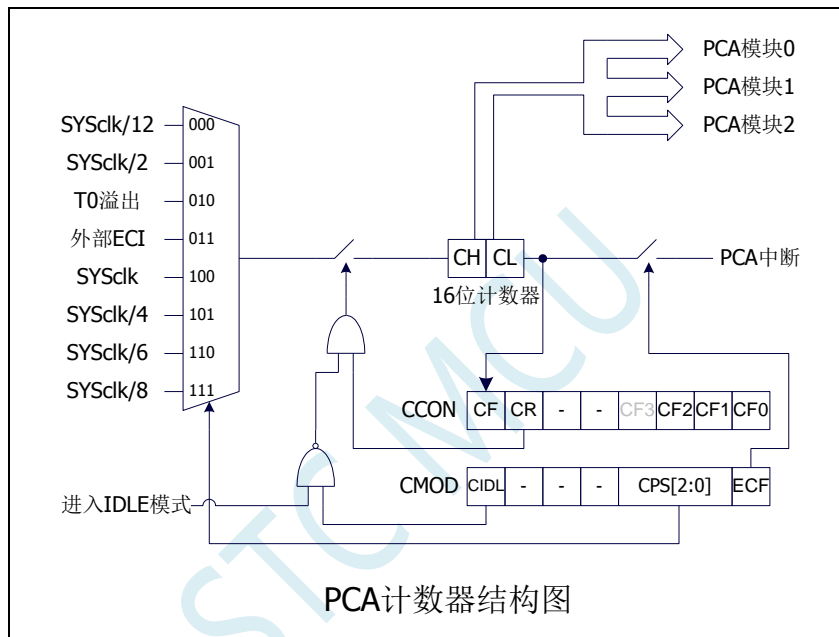 PCA模块0
PCA模块1
PCA模块2
SYSclk/12
000
SYSclk/2
001
T0溢出
010
外部ECI
011
SYSclk
100
SYSclk/4
101
SYSclk/6
110
SYSclk/8
111
CH CL
16位计数器
PCA中断
CCON CF CR - - CF3 CF2 CF1 CF0
CMOD CIDL - - - CPS[2:0] ECF
进入IDLE模式
STC MCU
PCA计数器结构图